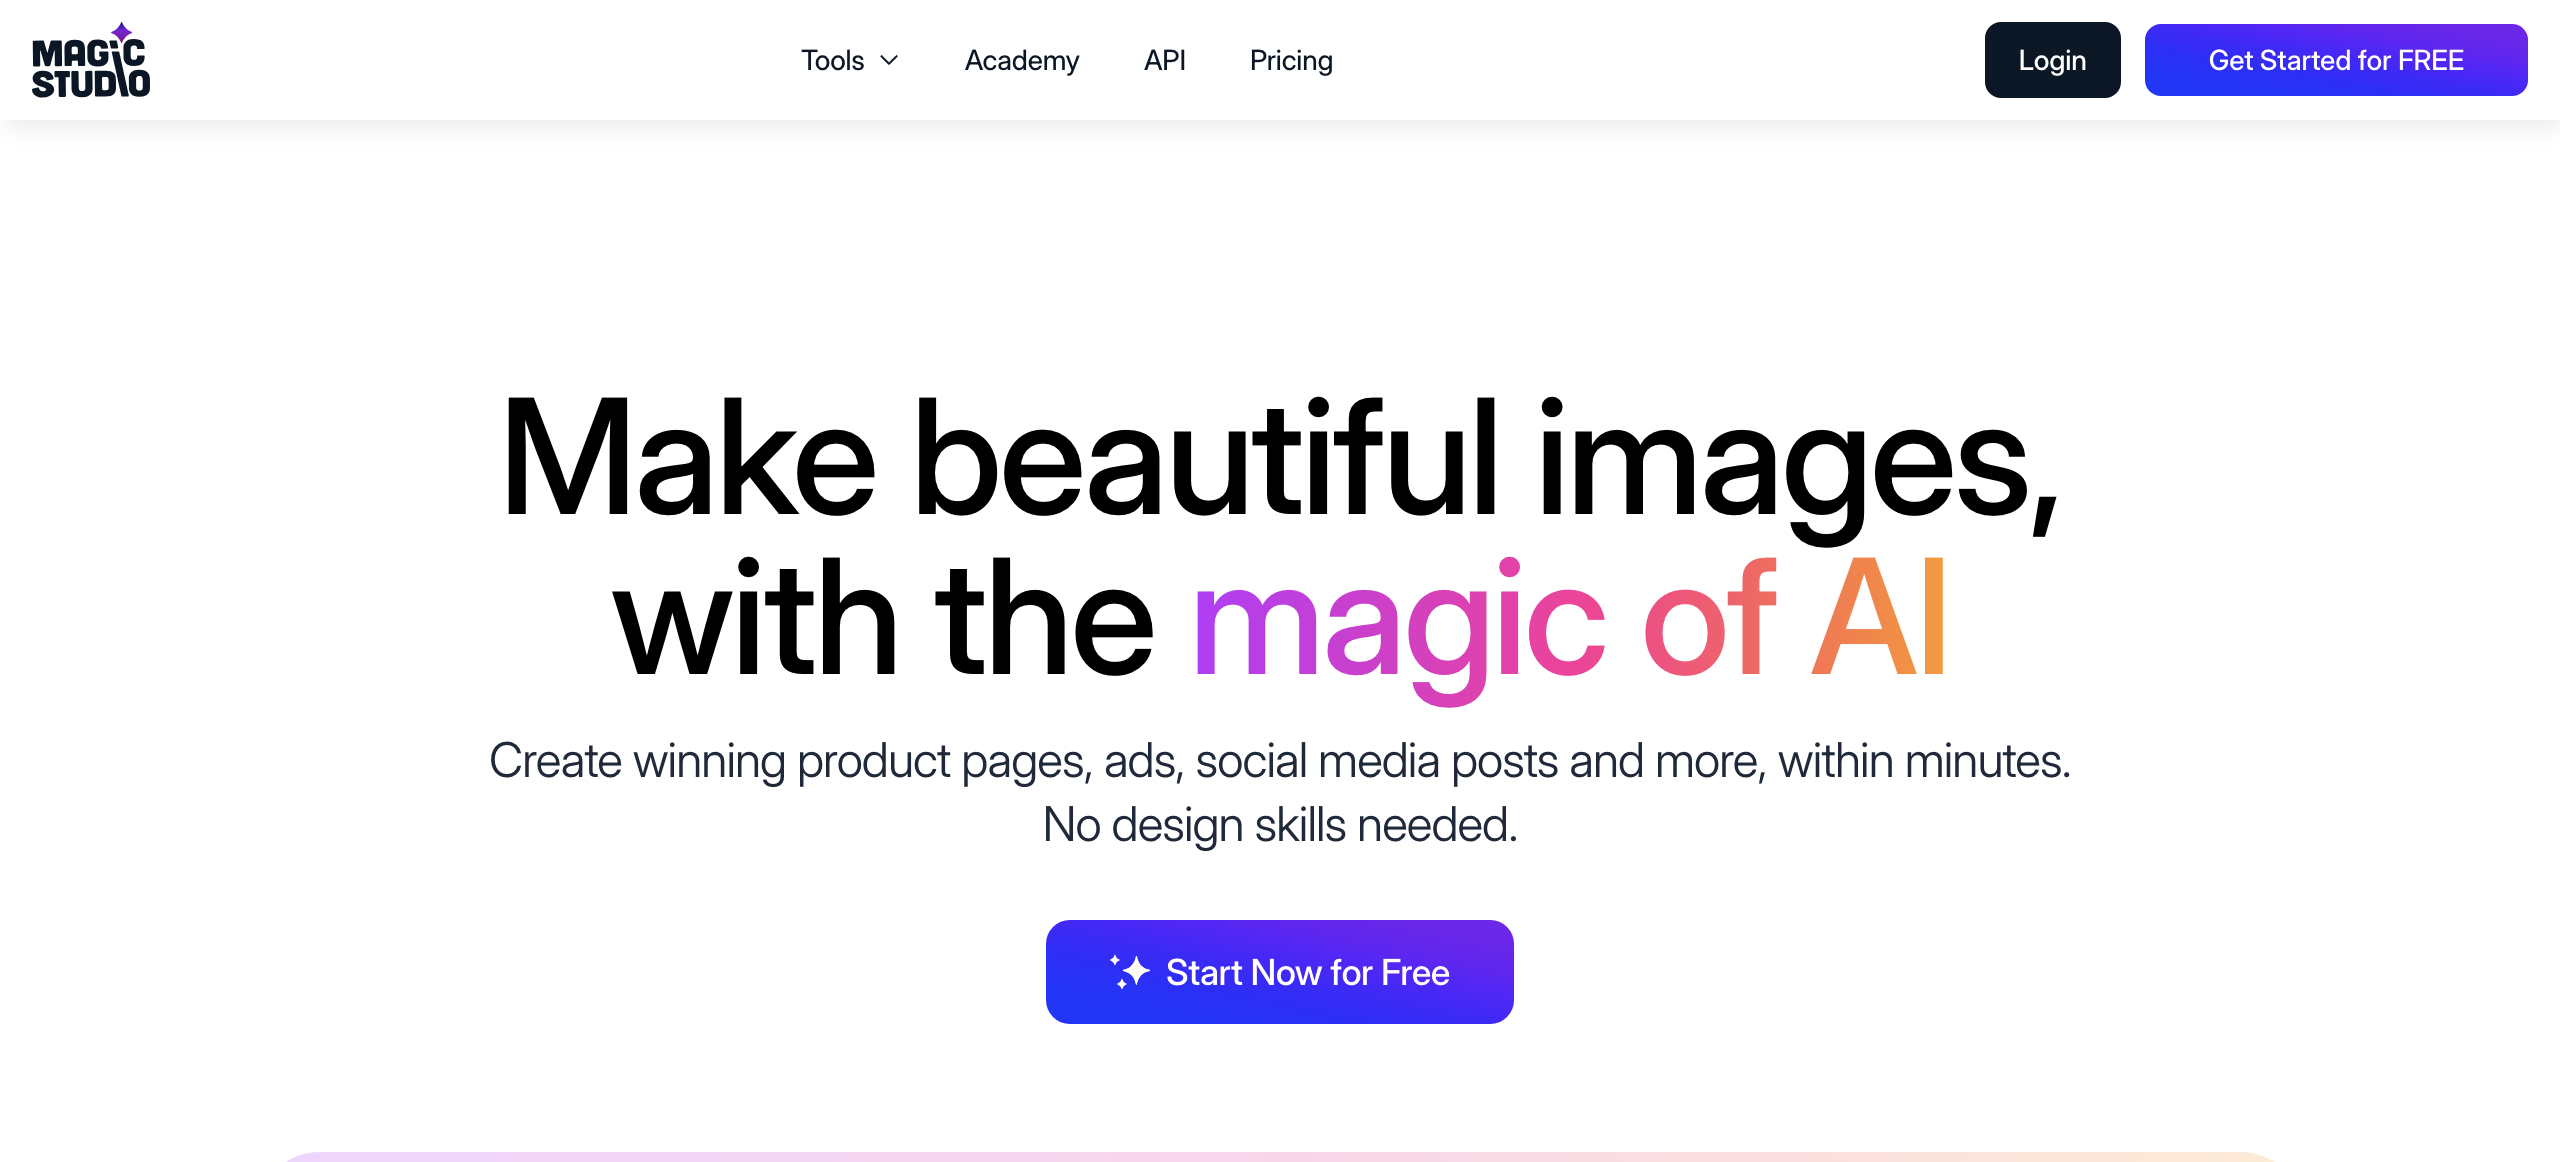 MAGIC
STUDIO
Tools
Academy
API
Pricing
Login
Get Started for FREE
Make beautiful images,
with the magic of AI
Create winning product pages, ads, social media posts and more, within minutes.
No design skills needed.
Start Now for Free